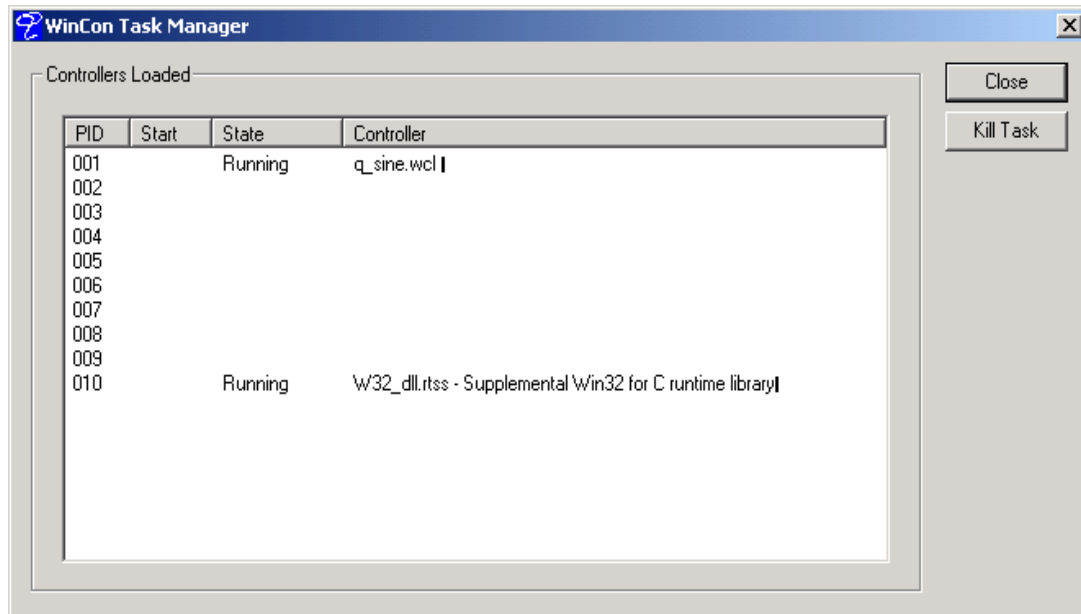 WinCon Task Manager
Controllers Loaded
Close
Kill Task
PID Start State Controller
001 Running q_sine.wcl
002
003
004
005
006
007
008
009
010 Running W32_dll.rtss - Supplemental Win32 for C runtime library